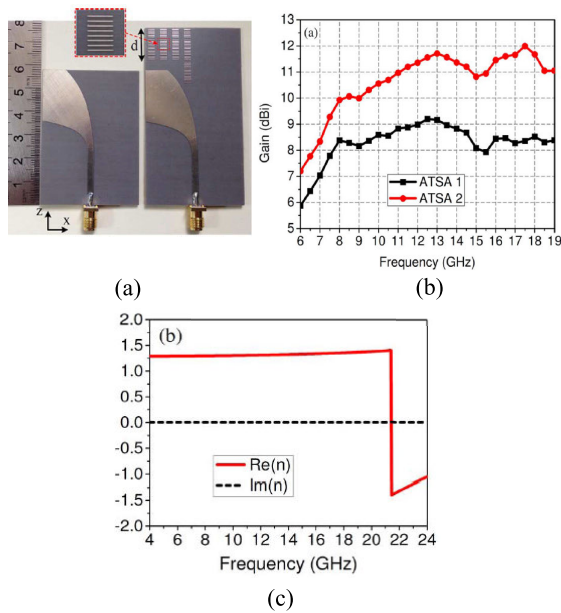 1 2 3 4 5 6 7 8
d
z
x
(a)
(a)
Gain (dBi)
13
12
11
10
9
8
7
6
5
ATSA 1
ATSA 2
6 7 8 9 10 11 12 13 14 15 16 17 18 19
Frequency (GHz)
(b)
(b)
2.0
1.5
1.0
0.5
0.0
-0.5
-1.0
-1.5
-2.0
Re(n)
Im(n)
4 6 8 10 12 14 16 18 20 22 24
Frequency (GHz)
(c)